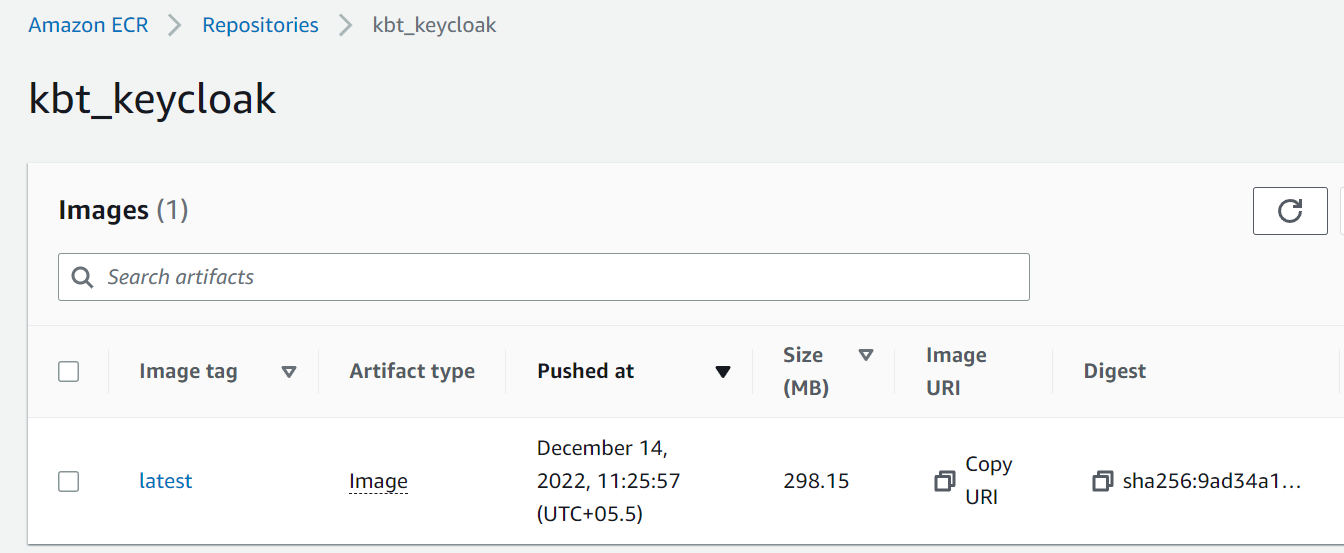 Amazon ECR > Repositories > kbt_keycloak
kbt_keycloak
Images (1)
Search artifacts
Image tag Artifact type Pushed at Size (MB) Image URI Digest
latest Image December 14, 2022, 11:25:57 (UTC+05.5) 298.15 Copy URI sha256:9ad34a1...